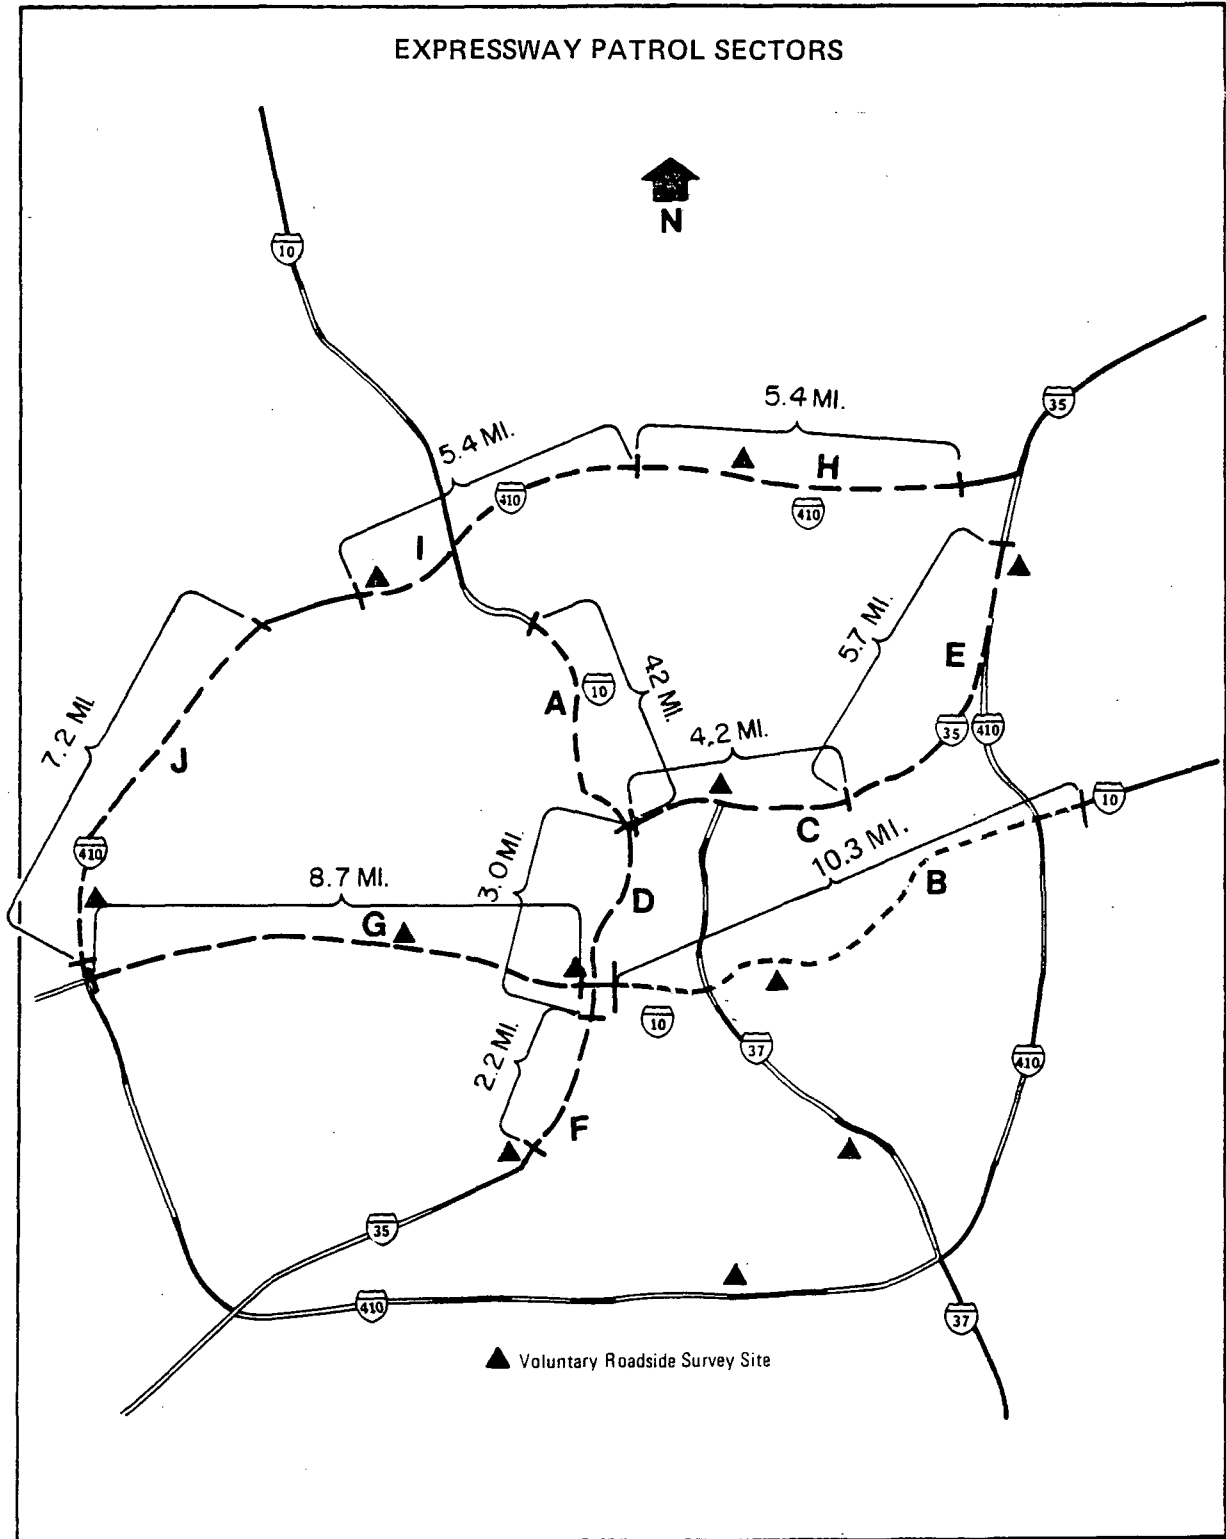 EXPRESSWAY PATROL SECTORS
N
10
35
5.4 MI.
5.4 MI.
H
410
410
I
5.7 MI.
E
A
10
42 MI.
7.2 MI.
J
4.2 MI.
35
410
C
10
410
10.3 MI.
B
8.7 MI.
3.0 MI.
D
G
10
2.2 MI.
37
410
F
35
410
37
Voluntary Roadside Survey Site